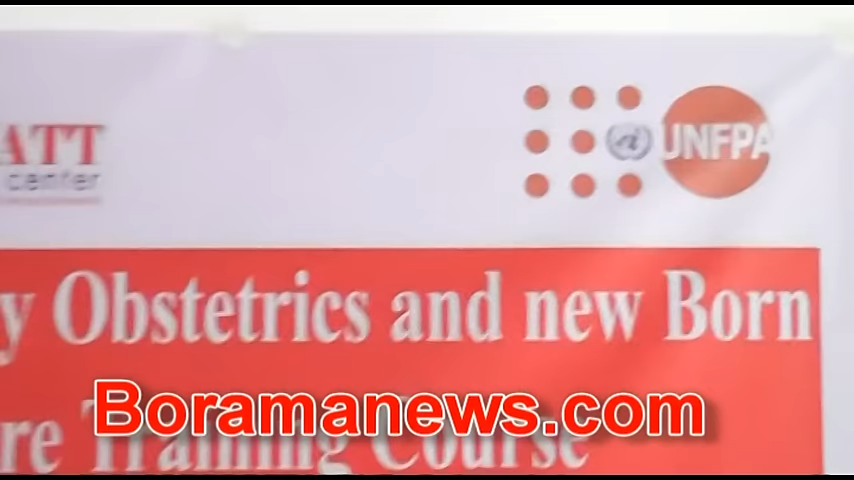 ATT
center
UNFPA
y Obstetrics and new Born
re Training Course
Boramanews.com